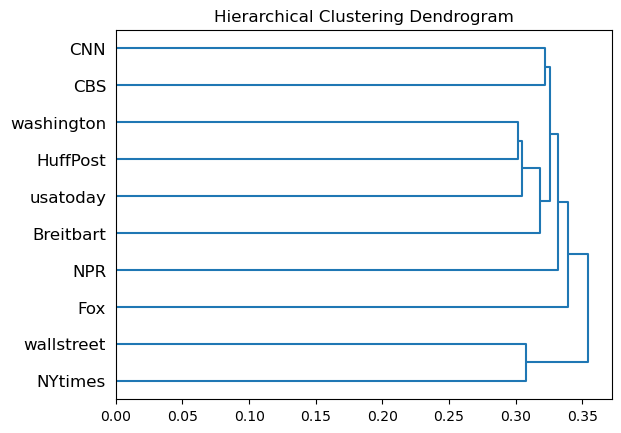 Hierarchical Clustering Dendrogram
CNN
CBS
washington
HuffPost
usatoday
Breitbart
NPR
Fox
wallstreet
NYtimes
0.00 0.05 0.10 0.15 0.20 0.25 0.30 0.35